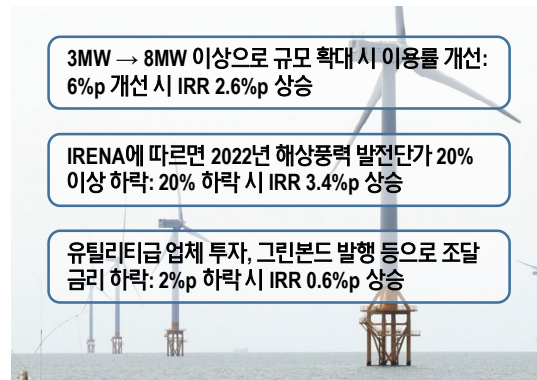 3MW → 8MW 이상으로 규모 확대 시 이용률 개선:
6%p 개선 시 IRR 2.6%p 상승
IRENA에 따르면 2022년 해상풍력 발전단가 20%
이상 하락: 20% 하락 시 IRR 3.4%p 상승
유틸리티급 업체 투자, 그린본드 발행 등으로 조달
금리 하락: 2%p 하락 시 IRR 0.6%p 상승